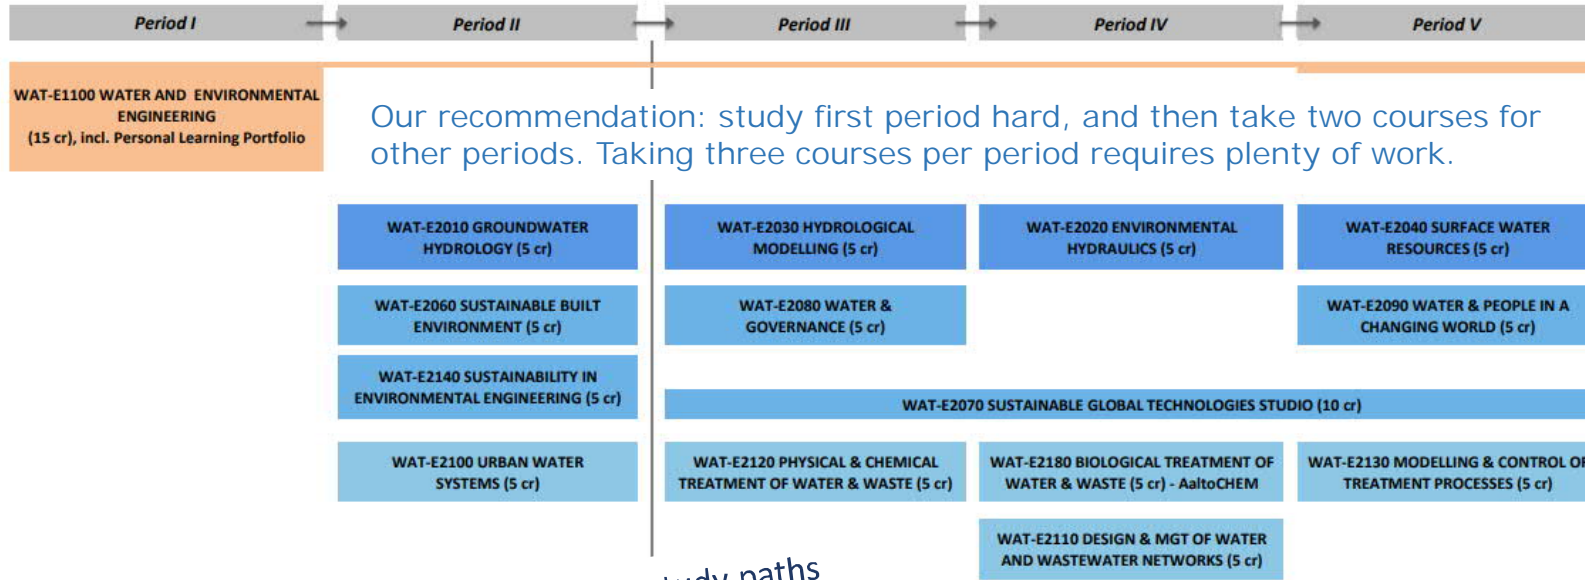 Period I
Period II
Period III
Period IV
Period V
WAT-E1100 WATER AND ENVIRONMENTAL
ENGINEERING
(15 cr), incl. Personal Learning Portfolio
Our recommendation: study first period hard, and then take two courses for
other periods. Taking three courses per period requires plenty of work.
WAT-E2010 GROUNDWATER
HYDROLOGY (5 cr)
WAT-E2030 HYDROLOGICAL
MODELLING (5 cr)
WAT-E2020 ENVIRONMENTAL
HYDRAULICS (5 cr)
WAT-E2040 SURFACE WATER
RESOURCES (5 cr)
WAT-E2060 SUSTAINABLE BUILT
ENVIRONMENT (5 cr)
WAT-E2080 WATER &
GOVERNANCE (5 cr)
WAT-E2090 WATER & PEOPLE IN A
CHANGING WORLD (5 cr)
WAT-E2140 SUSTAINABILITY IN
ENVIRONMENTAL ENGINEERING (5 cr)
WAT-E2070 SUSTAINABLE GLOBAL TECHNOLOGIES STUDIO (10 cr)
WAT-E2100 URBAN WATER
SYSTEMS (5 cr)
WAT-E2120 PHYSICAL & CHEMICAL
TREATMENT OF WATER & WASTE (5 cr)
WAT-E2180 BIOLOGICAL TREATMENT OF
WATER & WASTE (5 cr) - AaltoCHEM
WAT-E2130 MODELLING & CONTROL OF
TREATMENT PROCESSES (5 cr)
WAT-E2110 DESIGN & MGT OF WATER
AND WASTEWATER NETWORKS (5 cr)
paths